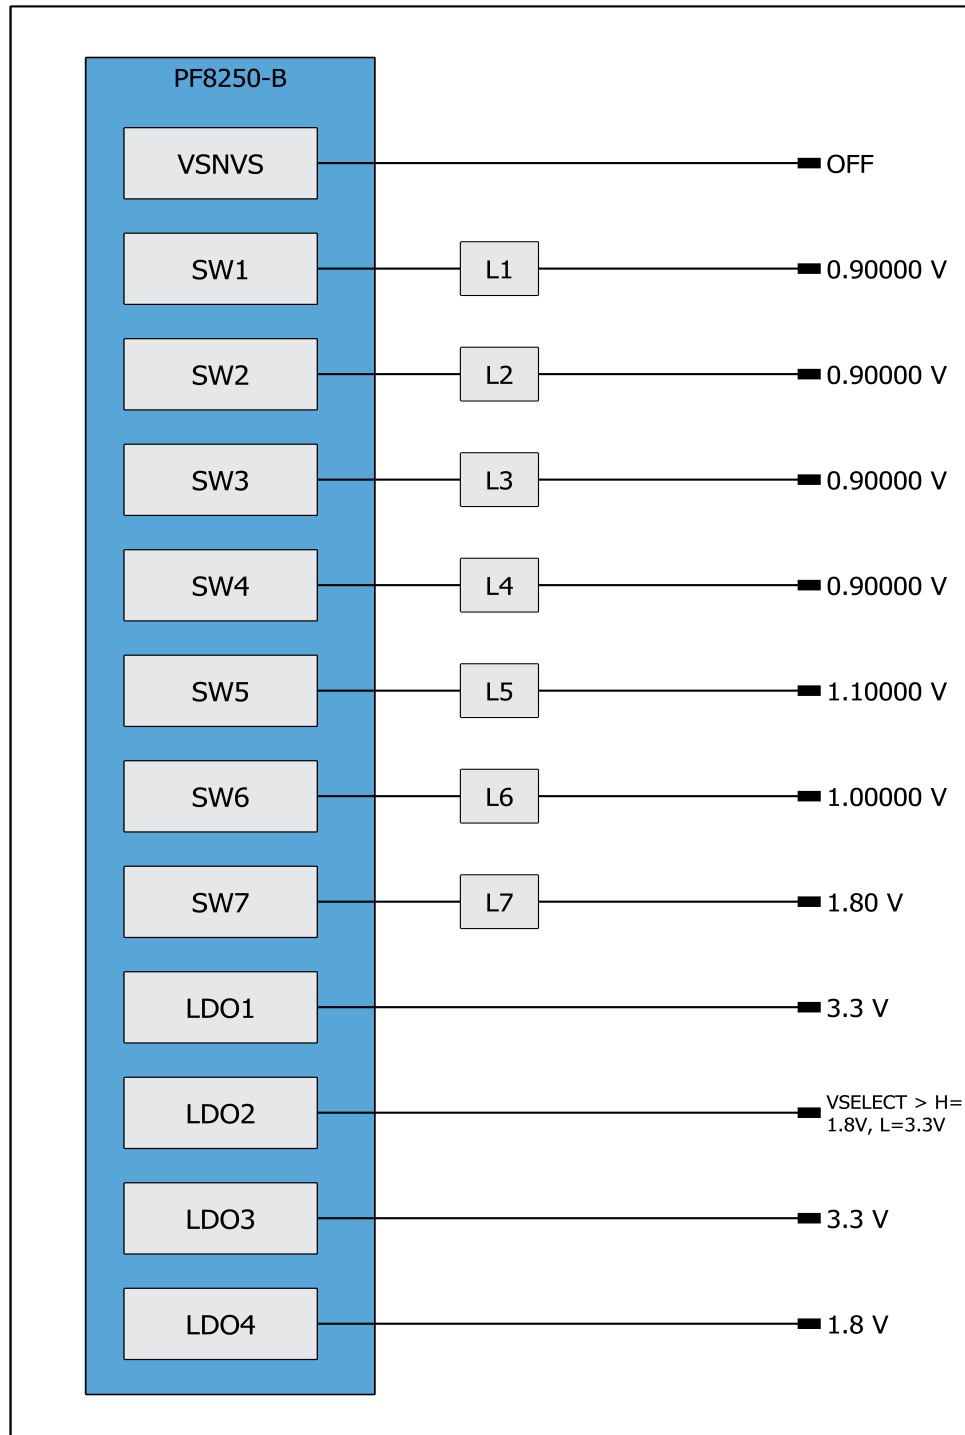 PF8250-B
VSNVS OFF
SW1 L1 0.90000 V
SW2 L2 0.90000 V
SW3 L3 0.90000 V
SW4 L4 0.90000 V
SW5 L5 1.10000 V
SW6 L6 1.00000 V
SW7 L7 1.80 V
LDO1 3.3 V
LDO2 VSELECT > H=
1.8V, L=3.3V
LDO3 3.3 V
LDO4 1.8 V